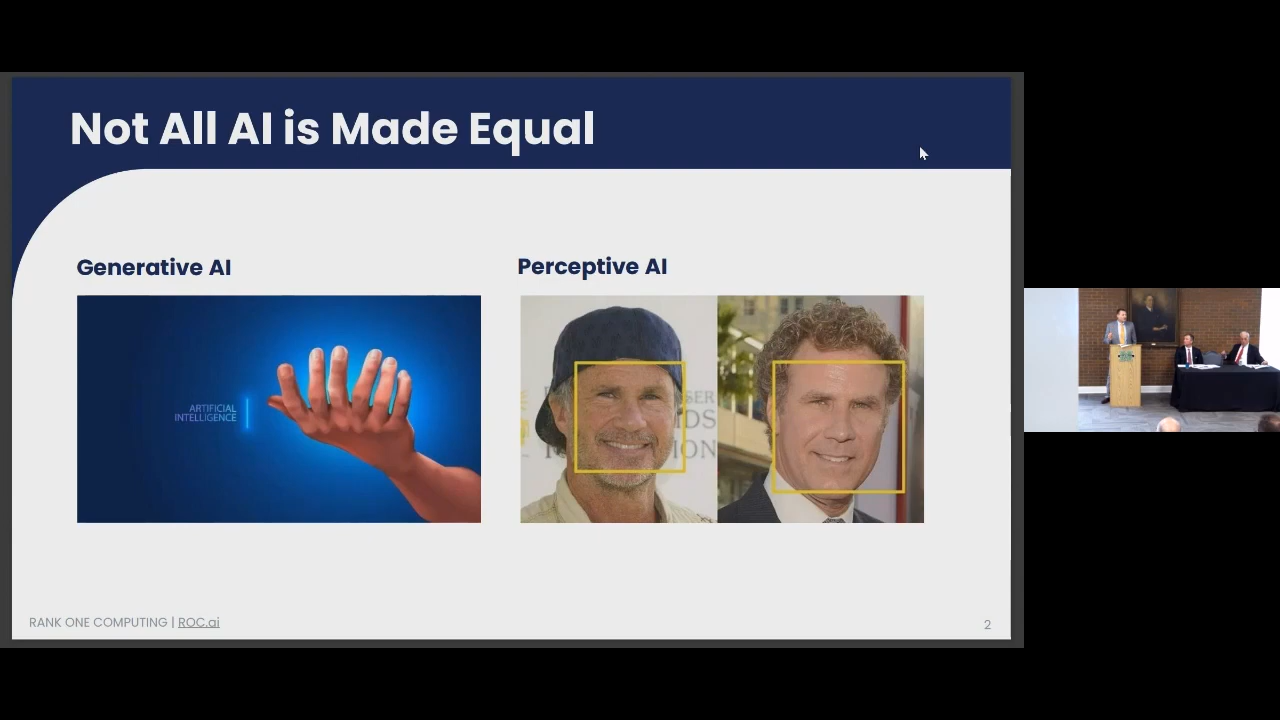 Not All AI is Made Equal
Generative AI
Perceptive AI
ARTIFICIAL
INTELLIGENCE
RANK ONE COMPUTING | ROC.ai
2